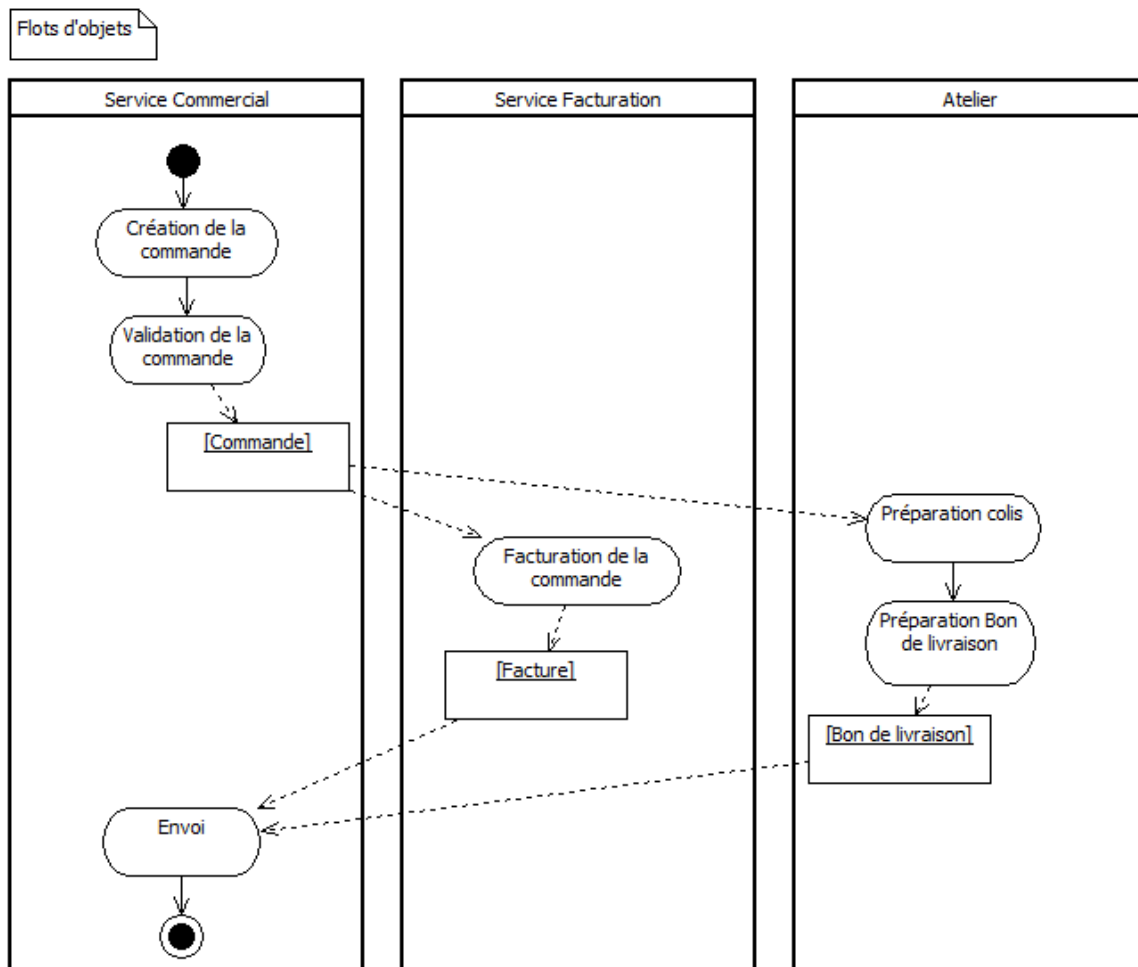 Flots d'objets
Service Commercial
Service Facturation
Atelier
Création de la
commande
Validation de la
commande
[Commande]
Préparation colis
Facturation de la
commande
Préparation Bon
de livraison
[Facture]
[Bon de livraison]
Envoi